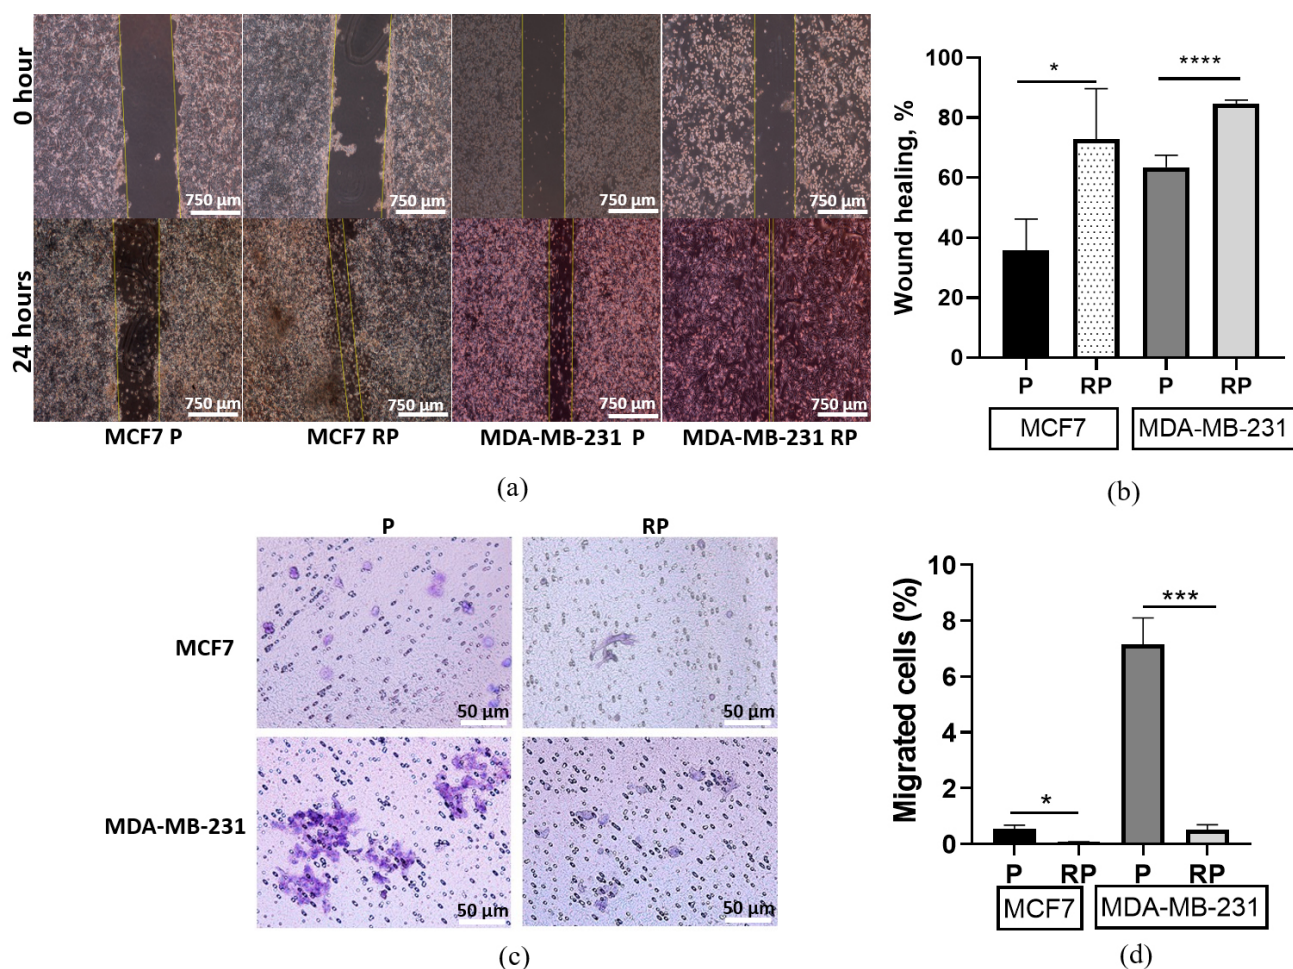 0 hour
750 µm
750 µm
750 µm
750 µm
24 hours
750 µm
750 µm
750 µm
750 µm
MCF7 P
MCF7 RP
MDA-MB-231 P
MDA-MB-231 RP
(a)
Wound healing, %
100
80
60
40
20
0
*
****
P
RP
P
RP
MCF7
MDA-MB-231
(b)
P
RP
MCF7
50 µm
50 µm
MDA-MB-231
50 µm
50 µm
(c)
Migrated cells (%)
10
8
6
4
2
0
*
***
P
RP
P
RP
MCF7
MDA-MB-231
(d)